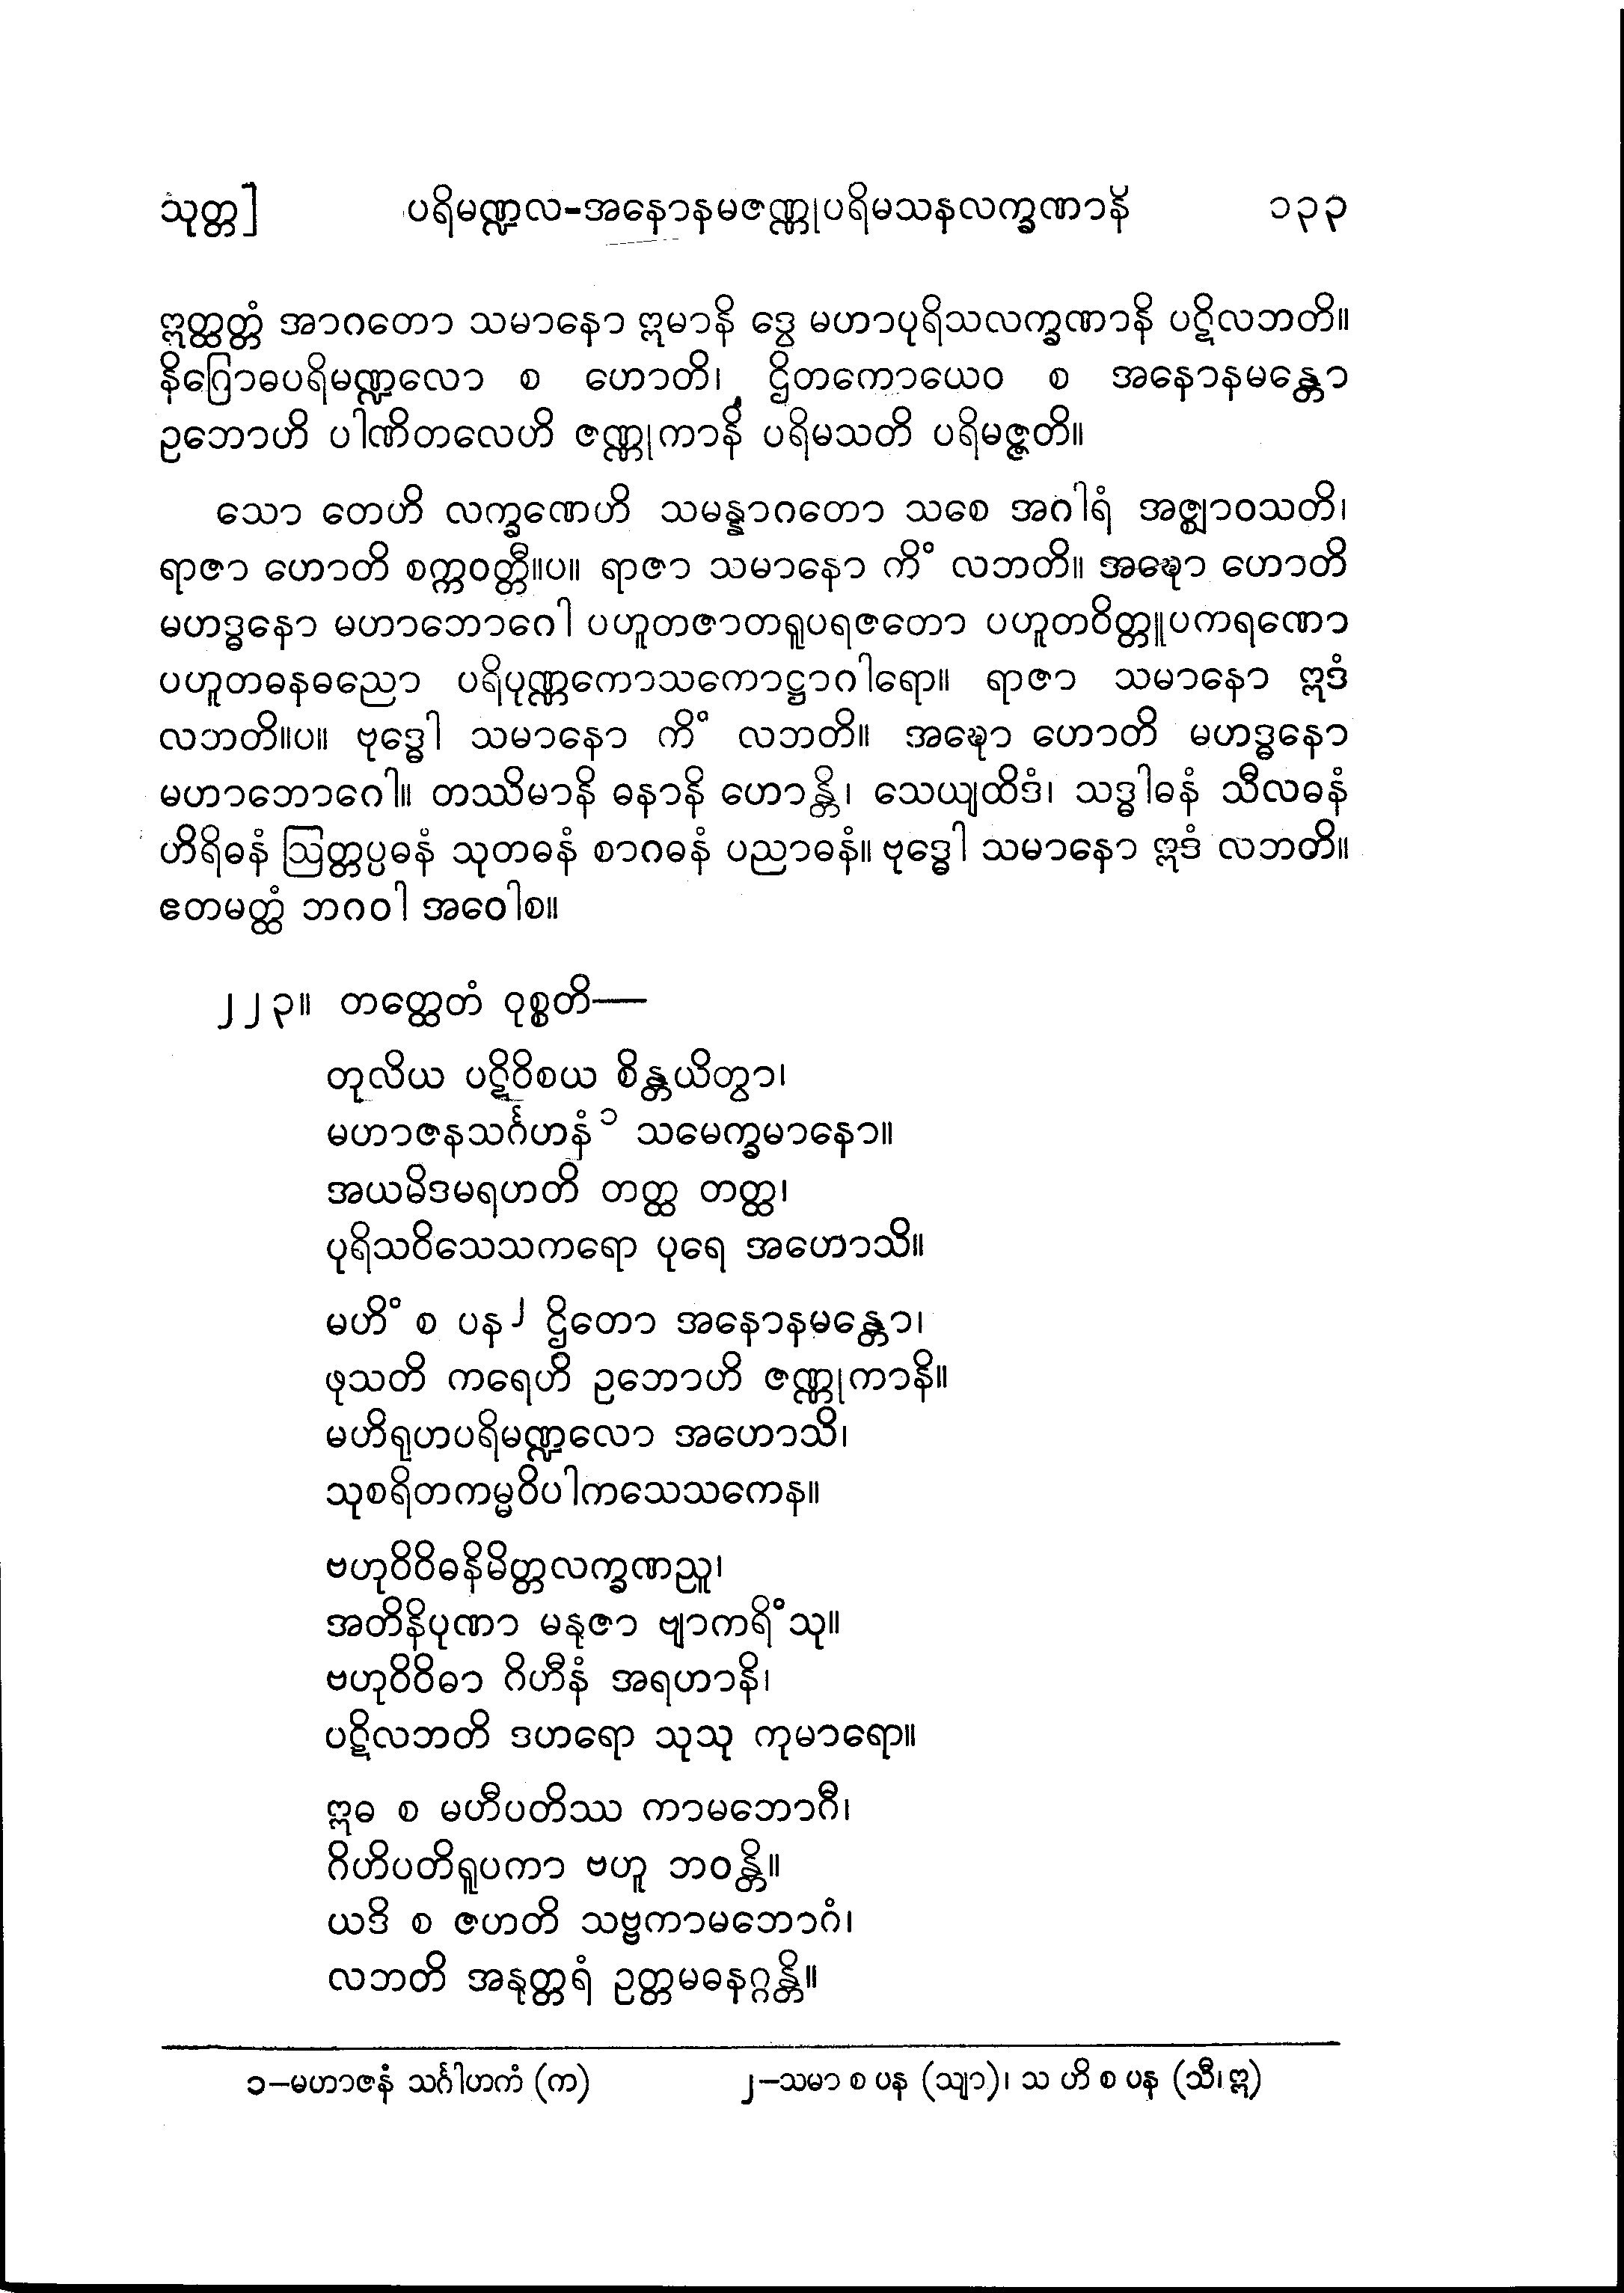 သုတ္တ] ပရိမဏ္ဍလ-အနောနမဇဏ္ဏုပရိမသနလက္ခဏာနိ ၁၃၃
ဣတ္ထတ္တံ အာဂတော သမာနော ဣမာနိ ဒွေ မဟာပုရိသလက္ခဏာနိ ပဋိလဘတိ။
နိဂြောဓပရိမဏ္ဍလော စ ဟောတိ၊ ဌိတကောယေဝ စ အနောနမန္တော
ဥဘောဟိ ပါဏိတလေဟိ ဇဏ္ဏုကာနိ ပရိမသတိ ပရိမဇ္ဇတိ။
သော တေဟိ လက္ခဏေဟိ သမန္နာဂတော သစေ အဂါရံ အဇ္ဈာဝသတိ၊
ရာဇာ ဟောတိ စက္ကဝတ္တီ။ပ။ ရာဇာ သမာနော ကိံ လဘတိ။ အဍ္ဎော ဟောတိ
မဟဒ္ဓနော မဟာဘောဂေါ ပဟူတဇာတရူပရဇတော ပဟူတဝိတ္တူပကရဏော
ပဟူတဓနဓညော ပရိပုဏ္ဏကောသကောဋ္ဌာဂါရော။ ရာဇာ သမာနော ဣဒံ
လဘတိ။ပ။ ဗုဒ္ဓေါ သမာနော ကိံ လဘတိ။ အဍ္ဎော ဟောတိ မဟဒ္ဓနော
မဟာဘောဂေါ။ တဿိမာနိ ဓနာနိ ဟောန္တိ၊ သေယျထိဒံ၊ သဒ္ဓါဓနံ သီလဓနံ
ဟိရိဓနံ ဩတ္တပ္ပဓနံ သုတဓနံ စာဂဓနံ ပညာဓနံ။ ဗုဒ္ဓေါ သမာနော ဣဒံ လဘတိ။
ဧတမတ္ထံ ဘဂဝါ အဝေါစ။
၂၂၃။ တတ္ထေတံ ဝုစ္စတိ—
တုလိယ ပဋိဝိစယ စိန္တယိတွာ၊
မဟာဇနသင်္ဂဟနံ၁ သမေက္ခမာနော။
အယမိဒမရဟတိ တတ္ထ တတ္ထ၊
ပုရိသဝိသေသကရော ပုရေ အဟောသိ။
မဟိံ စ ပန၂ ဌိတော အနောနမန္တော၊
ဖုသတိ ကရေဟိ ဥဘောဟိ ဇဏ္ဏုကာနိ။
မဟိရုဟပရိမဏ္ဍလော အဟောသိ၊
သုစရိတကမ္မဝိပါကသေသကေန။
ဗဟုဝိဝိဓနိမိတ္တလက္ခဏညူ၊
အတိနိပုဏာ မနုဇာ ဗျာကရိံသု။
ဗဟုဝိဝိဓာ ဂိဟီနံ အရဟာနိ၊
ပဋိလဘတိ ဒဟရော သုသု ကုမာရော။
ဣဓ စ မဟီပတိဿ ကာမဘောဂီ၊
ဂိဟိပတိရူပကာ ဗဟူ ဘဝန္တိ။
ယဒိ စ ဇဟတိ သဗ္ဗကာမဘောဂံ၊
လဘတိ အနုတ္တရံ ဥတ္တမဓနဂ္ဂန္တိ။
၁—မဟာဇနံ သင်္ဂါဟကံ (က) ၂—သမာ စ ပန (သျာ)၊ သ ဟိ စ ပန (သီ၊ဣ)